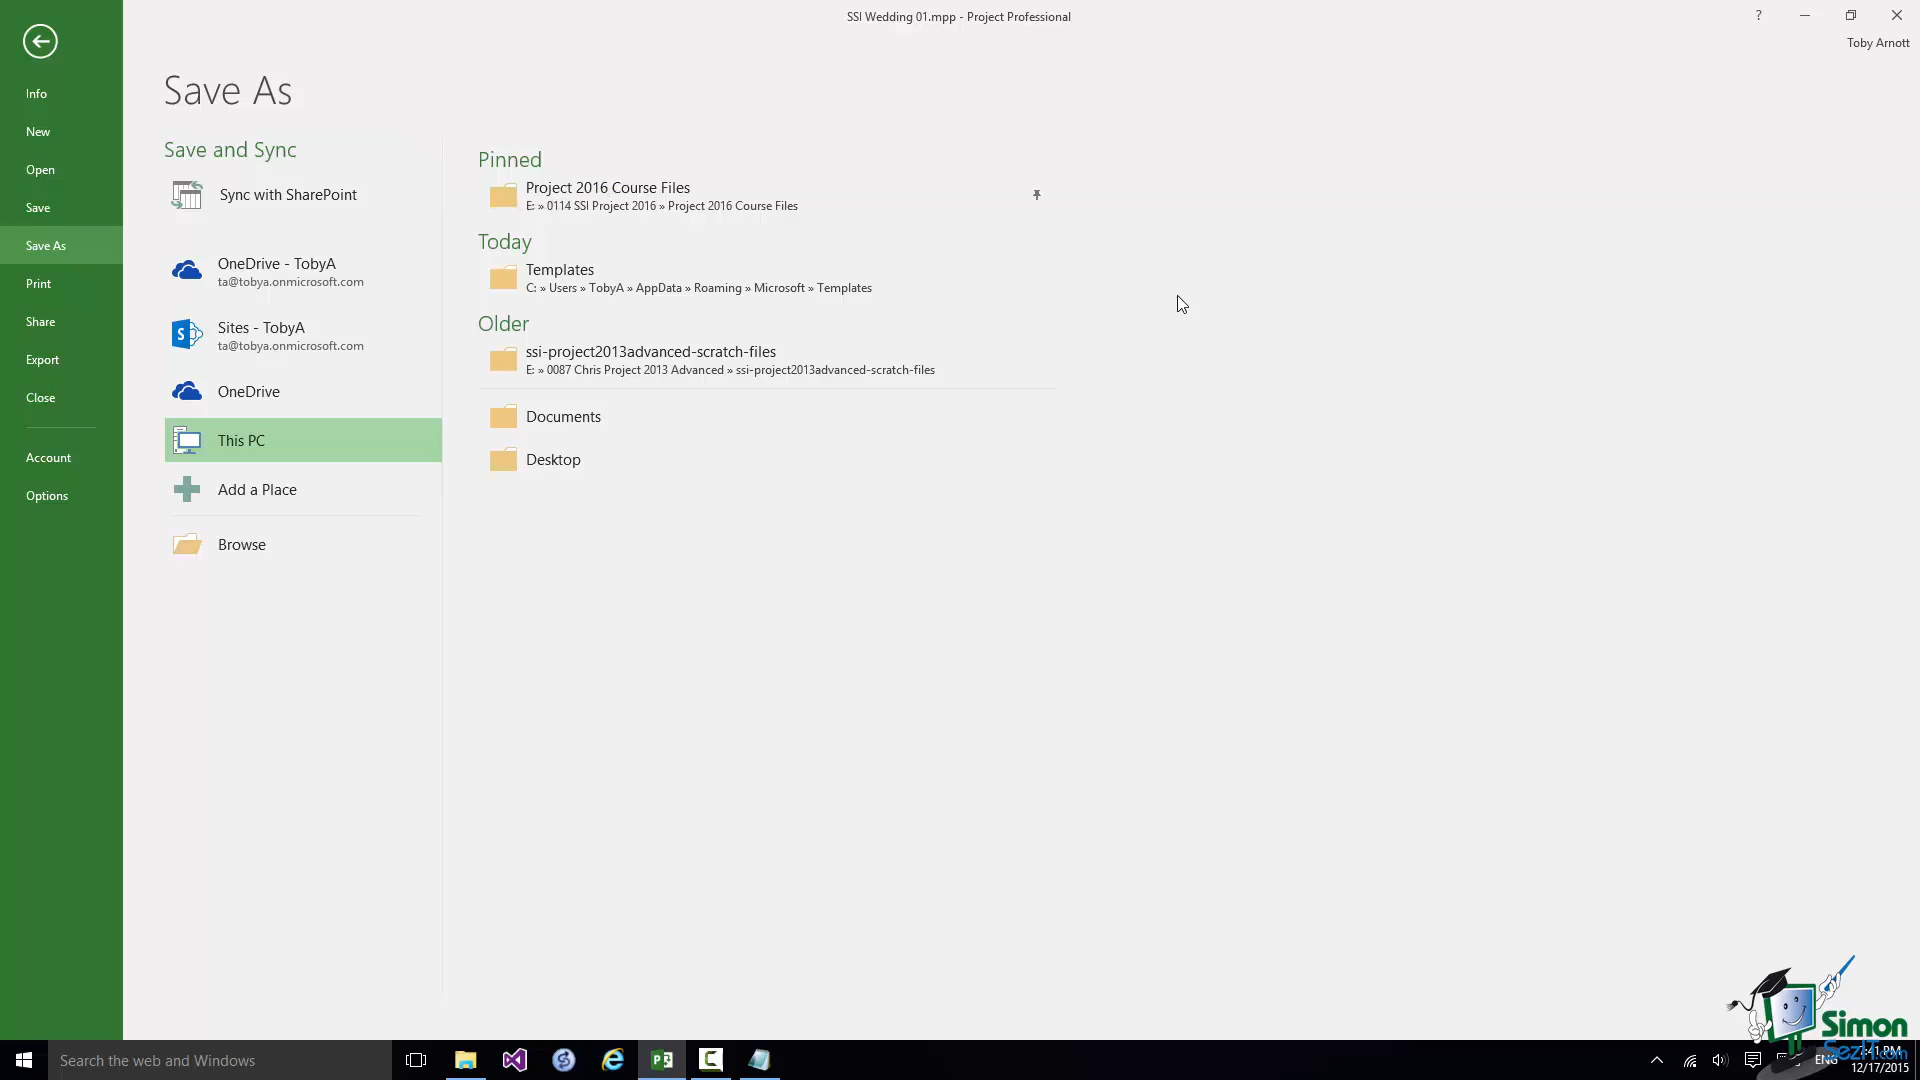 SSI Wedding 01.mpp - Project Professional
?
Toby Arnott
Info
New
Open
Save
Save As
Print
Share
Export
Close
Account
Options
Save As
Save and Sync
Sync with SharePoint
OneDrive - TobyA
ta@tobya.onmicrosoft.com
Sites - TobyA
ta@tobya.onmicrosoft.com
OneDrive
This PC
Add a Place
Browse
Pinned
Project 2016 Course Files
E: » 0114 SSI Project 2016 » Project 2016 Course Files
Today
Templates
C: » Users » TobyA » AppData » Roaming » Microsoft » Templates
Older
ssi-project2013advanced-scratch-files
E: » 0087 Chris Project 2013 Advanced » ssi-project2013advanced-scratch-files
Documents
Desktop
Simon
SezIT.com
Search the web and Windows
ENG
12/17/2015